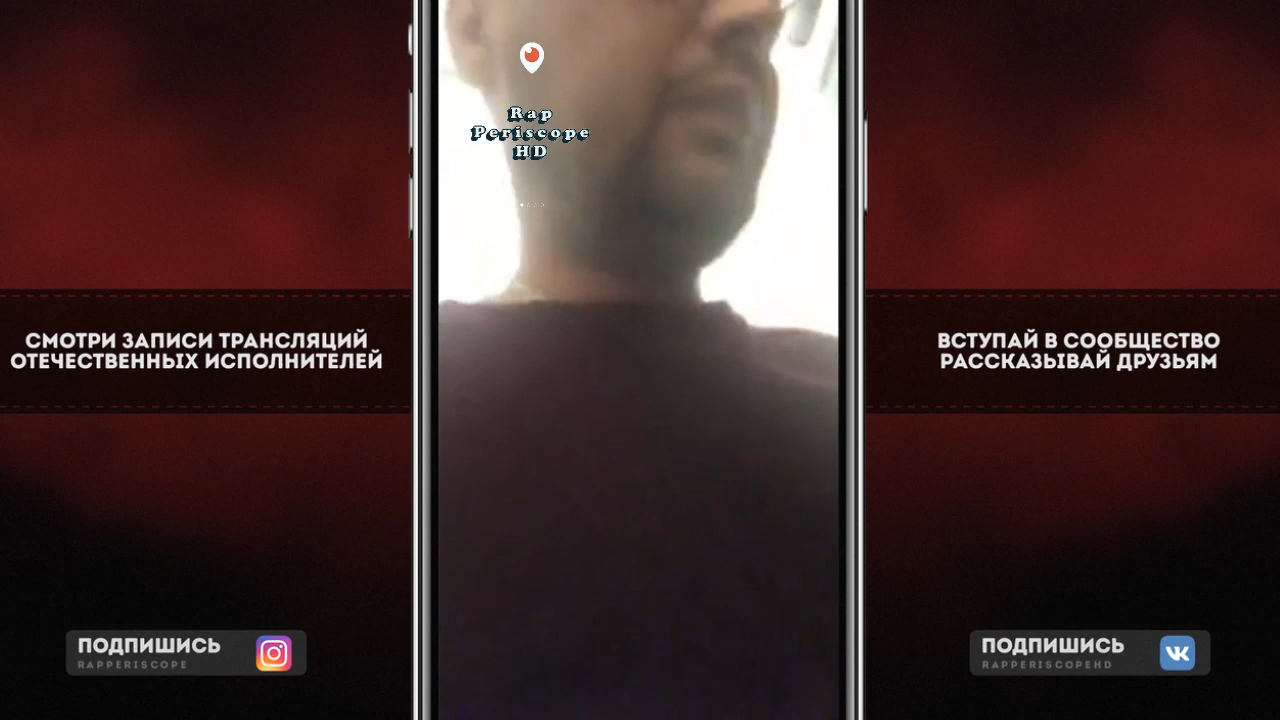 Rap
Periscope
HD
СМОТРИ ЗАПИСИ ТРАНСЛЯЦИЙ
ОТЕЧЕСТВЕННЫХ ИСПОЛНИТЕЛЕЙ
ВСТУПАЙ В СООБЩЕСТВО
РАССКАЗЫВАЙ ДРУЗЬЯМ
ПОДПИШИСЬ
RAPPERISCOPE
ПОДПИШИСЬ
RAPPERISCOPEHD